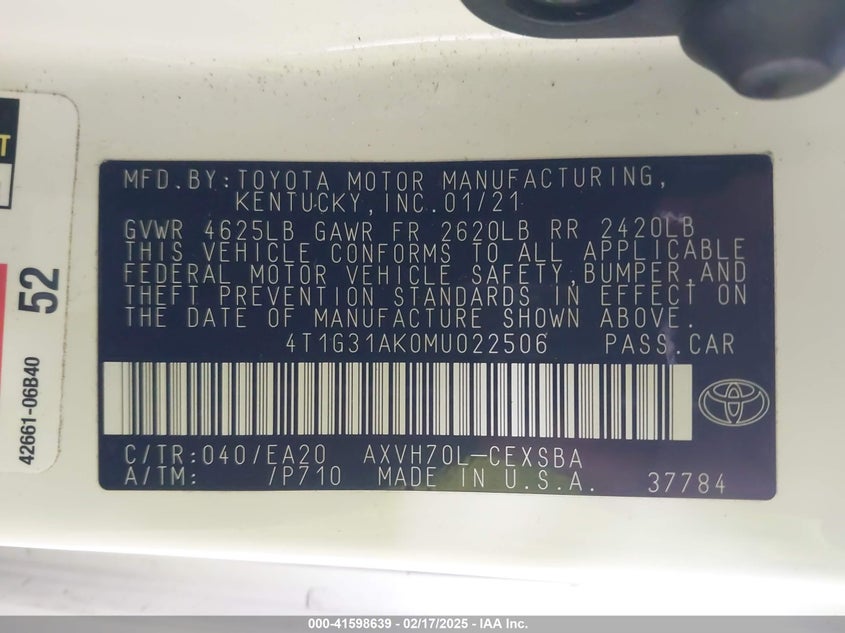 MFD.BY:TOYOTA MOTOR MANUFACTURING,
KENTUCKY,INC.01/21
GVWR 4625LB GAWR FR 2620LB RR 2420LB
THIS VEHICLE CONFORMS TO ALL APPLICABLE
FEDERAL MOTOR VEHICLE SAFETY,BUMPER,AND
THEFT PREVENTION STANDARDS IN EFFECT ON
THE DATE OF MANUFACTURE SHOWN ABOVE.
4T1G31AK0MU022506 PASS.CAR
C/TR:040/EA20 AXVH70L-CEXSBA
A/TM: /P710 MADE IN U.S.A. 37784
52
42661-06B40
000-41598639 - 02/17/2025 - IAA Inc.